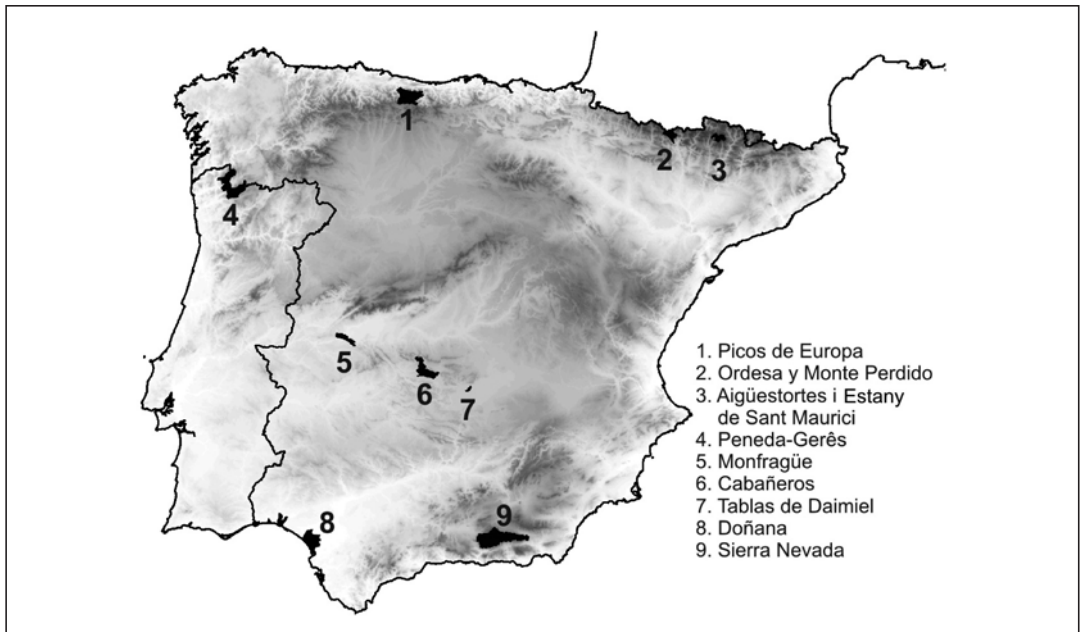 1
2
3
4
5
6
7
8
9
1. Picos de Europa
2. Ordesa y Monte Perdido
3. Aigüestortes i Estany
de Sant Maurici
4. Peneda-Gerês
5. Monfragüe
6. Cabañeros
7. Tablas de Daimiel
8. Doñana
9. Sierra Nevada